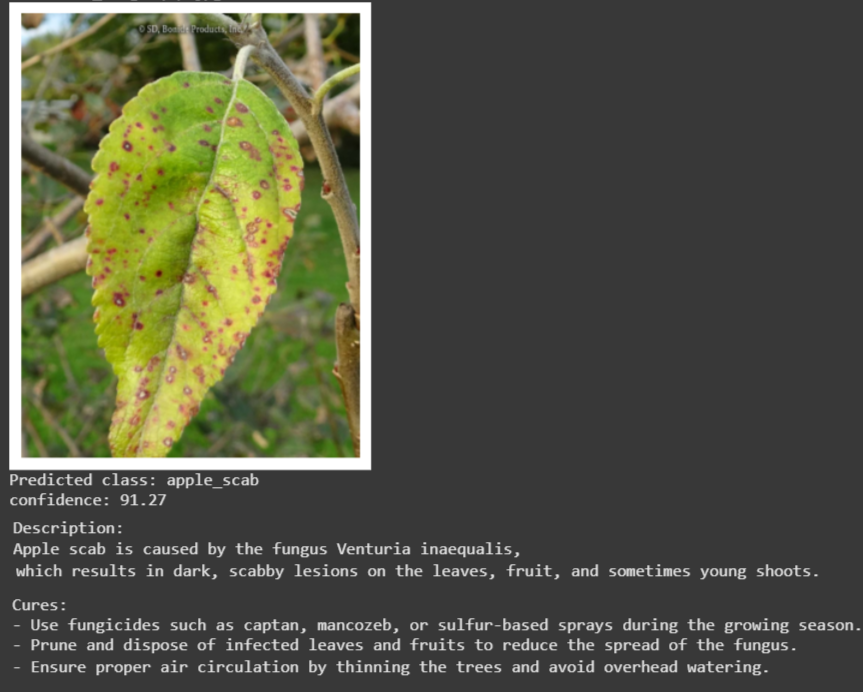 © SD, Bonide Products, Inc.
Predicted class: apple_scab
confidence: 91.27
Description:
Apple scab is caused by the fungus Venturia inaequalis,
which results in dark, scabby lesions on the leaves, fruit, and sometimes young shoots.
Cures:
- Use fungicides such as captan, mancozeb, or sulfur-based sprays during the growing season.
- Prune and dispose of infected leaves and fruits to reduce the spread of the fungus.
- Ensure proper air circulation by thinning the trees and avoid overhead watering.